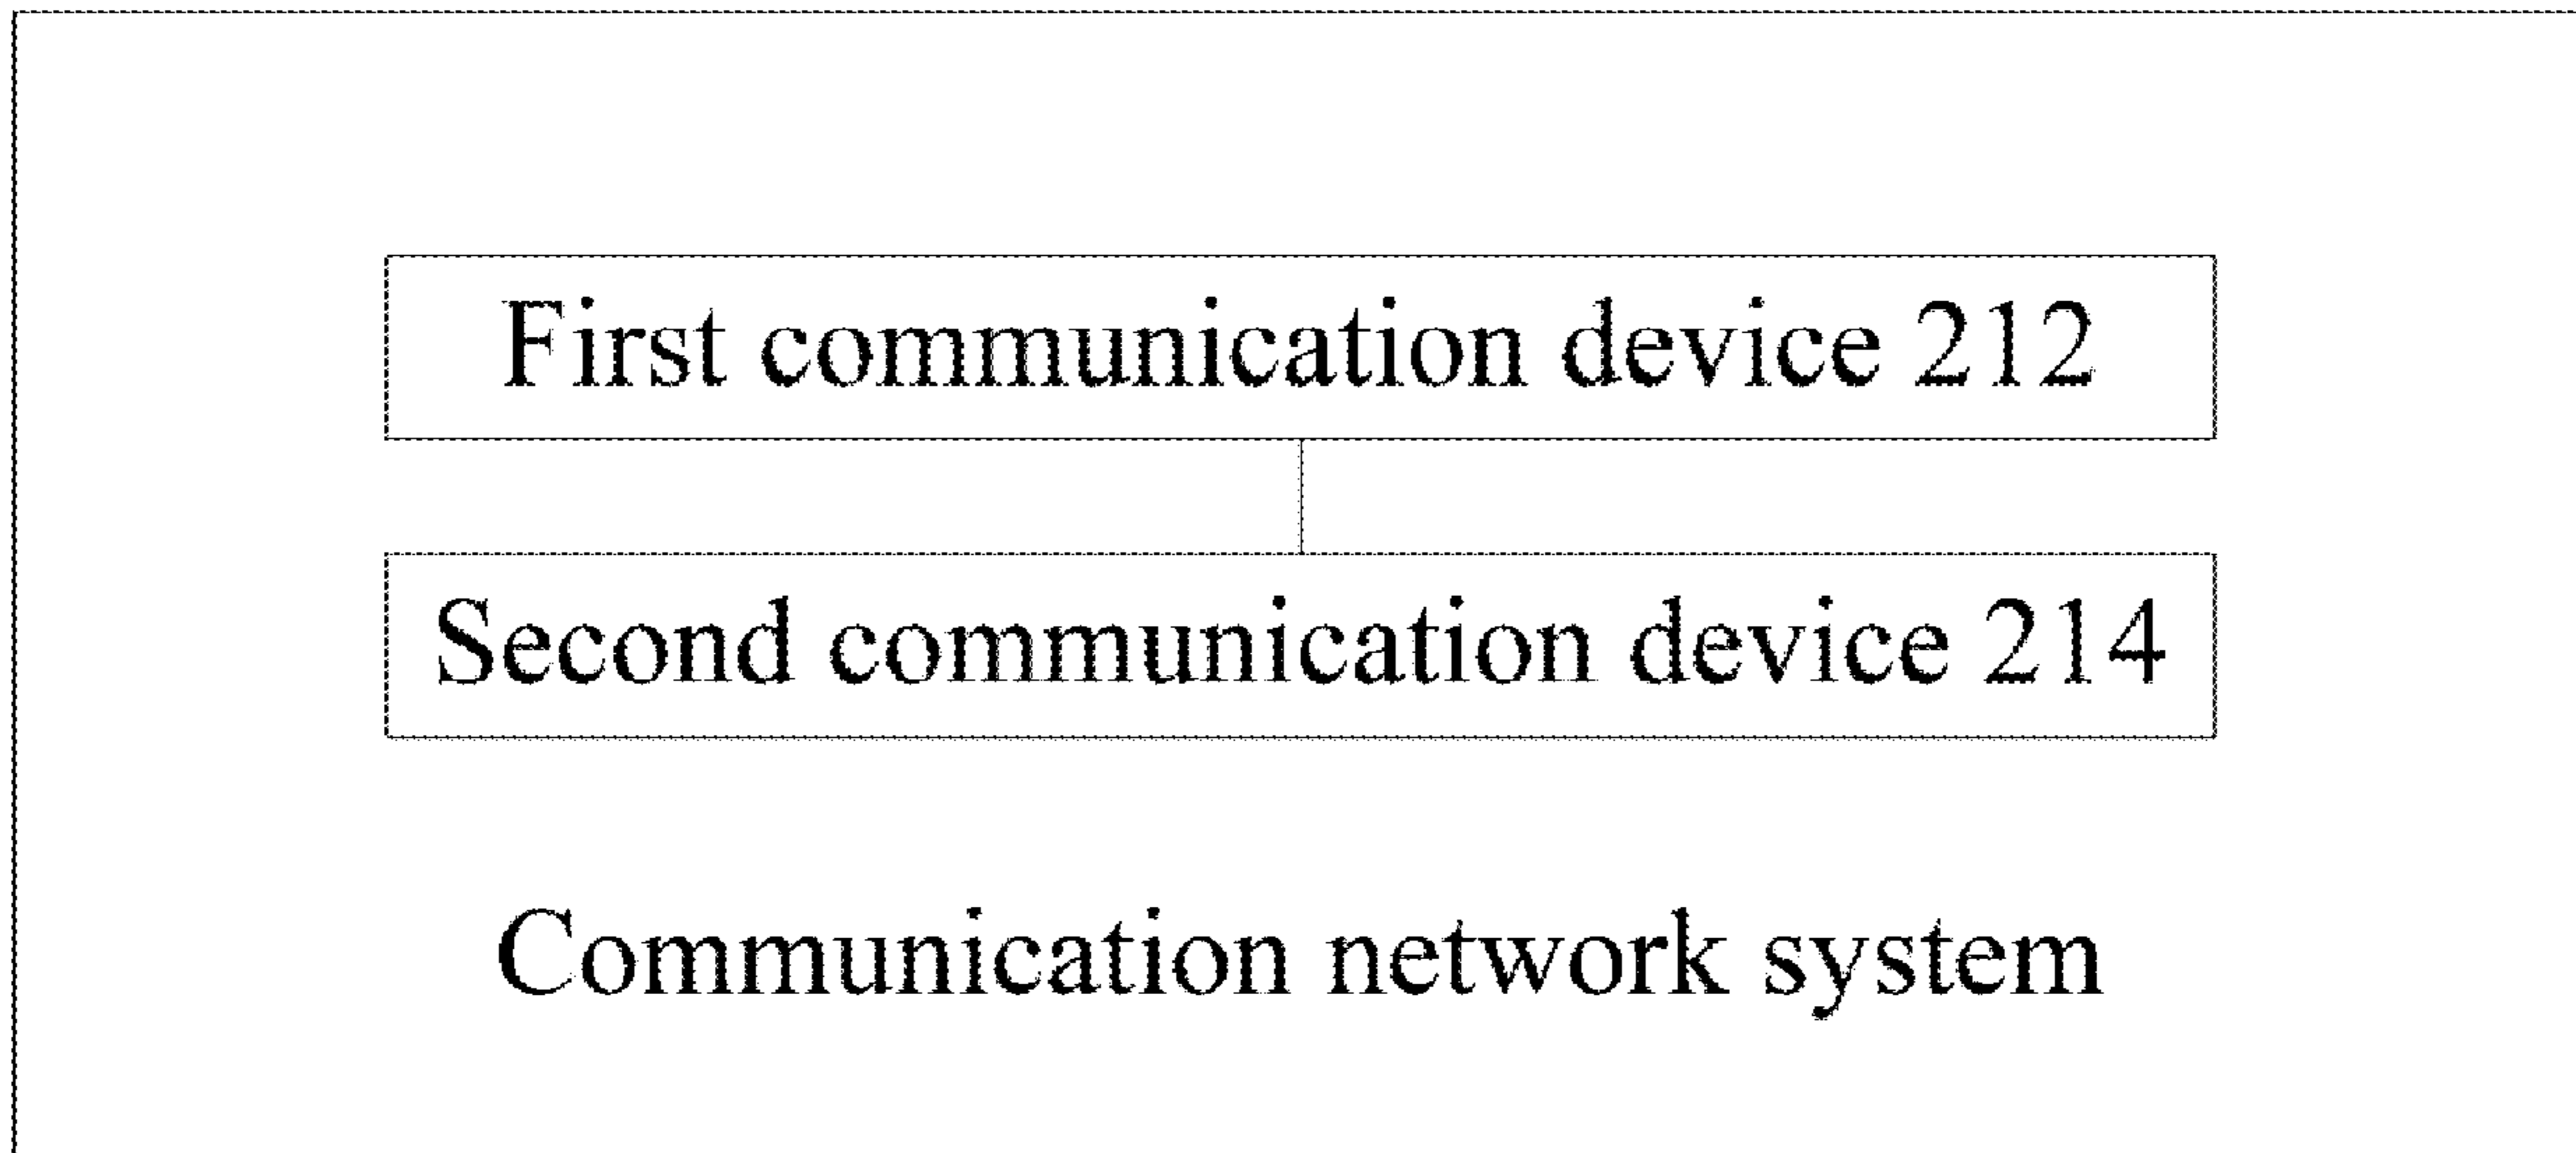 First communication device 212
Second communication device 214
Communication network system